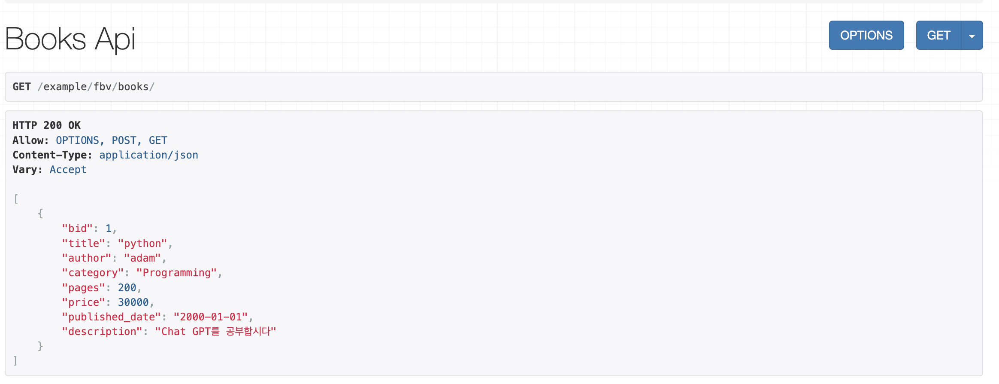 Books Api
OPTIONS
GET
GET /example/fbv/books/
HTTP 200 OK
Allow: OPTIONS, POST, GET
Content-Type: application/json
Vary: Accept
[
    {
        "bid": 1,
        "title": "python",
        "author": "adam",
        "category": "Programming",
        "pages": 200,
        "price": 30000,
        "published_date": "2000-01-01",
        "description": "Chat GPT를 공부합시다"
    }
]